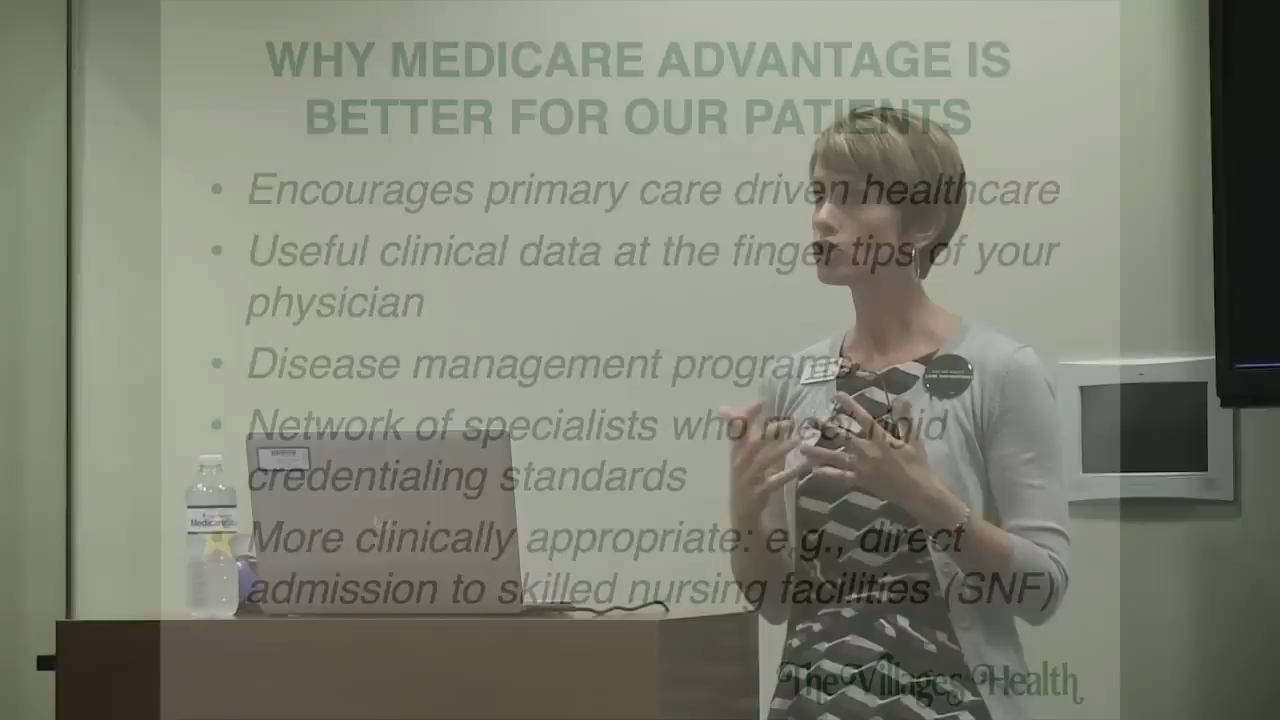 WHY MEDICARE ADVANTAGE IS
BETTER FOR OUR PATIENTS
• Encourages primary care driven healthcare
• Useful clinical data at the finger tips of your
physician
• Disease management programs
• Network of specialists who meet rigid
credentialing standards
More clinically appropriate: e.g., direct
admission to skilled nursing facilities (SNF)
The Villages Health